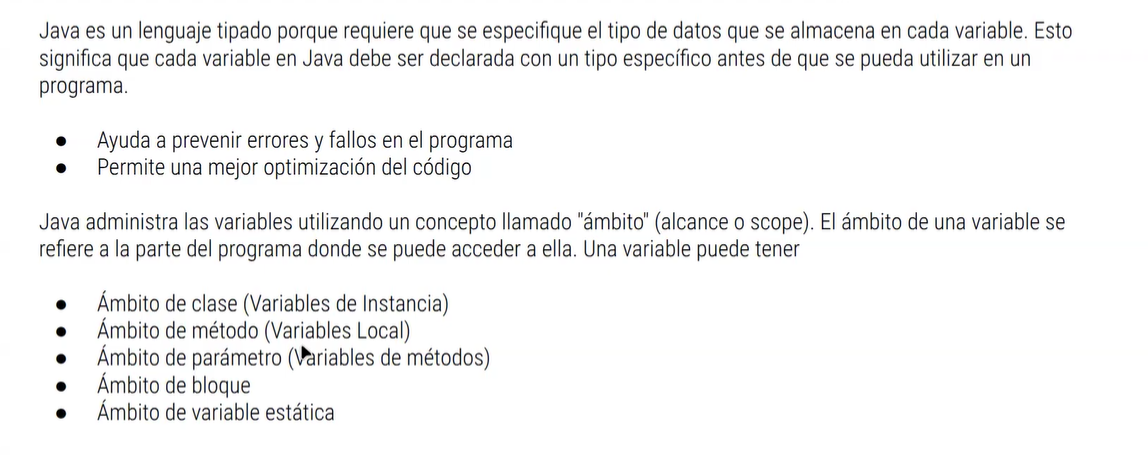 Java es un lenguaje tipado porque requiere que se especifique el tipo de datos que se almacena en cada variable. Esto
significa que cada variable en Java debe ser declarada con un tipo específico antes de que se pueda utilizar en un
programa.
● Ayuda a prevenir errores y fallos en el programa
● Permite una mejor optimización del código
Java administra las variables utilizando un concepto llamado "ámbito" (alcance o scope). El ámbito de una variable se
refiere a la parte del programa donde se puede acceder a ella. Una variable puede tener
● Ámbito de clase (Variables de Instancia)
● Ámbito de método (Variables Local)
● Ámbito de parámetro (Variables de métodos)
● Ámbito de bloque
● Ámbito de variable estática